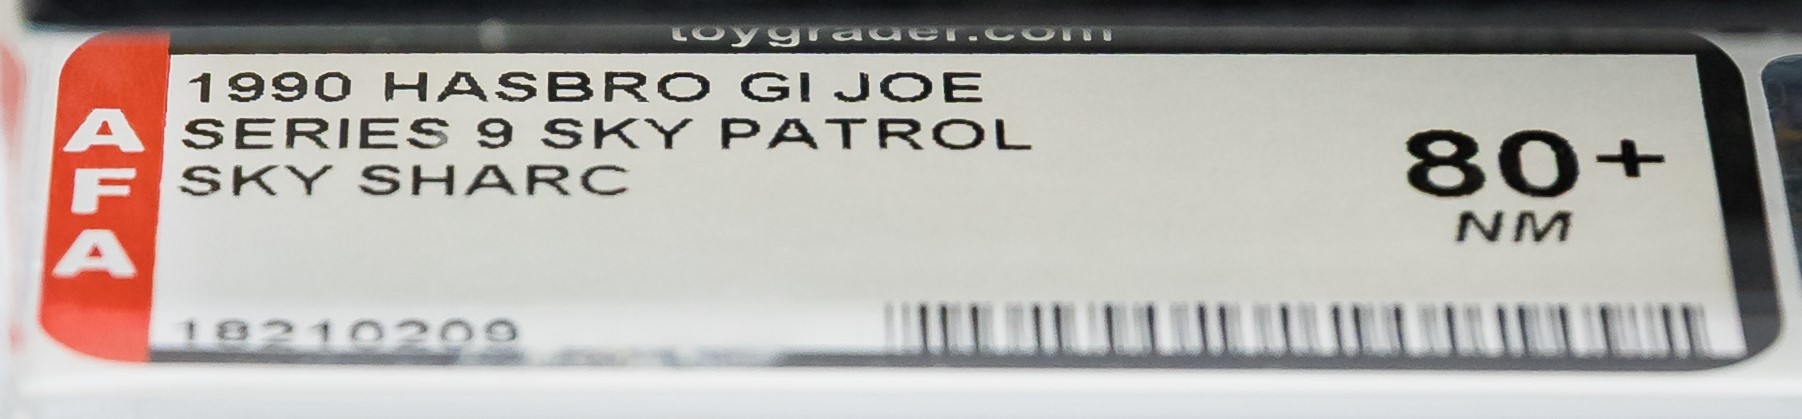 toygrader.com
1990 HASBRO GI JOE
SERIES 9 SKY PATROL
SKY SHARC
80+
NM
AFA
18210209